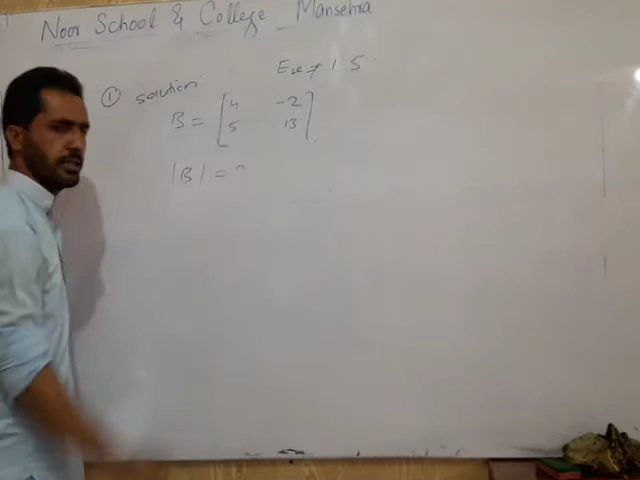 Noor School & College Mansehra
Ex # 1 5
① solution
B = [4 -2
5 13]
|B| = ?